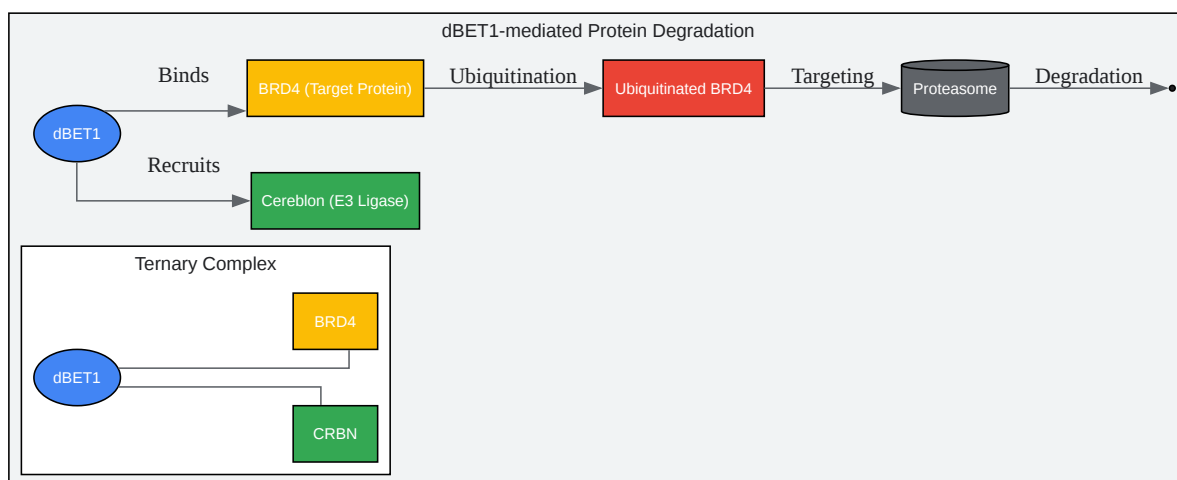 dBET1-mediated Protein Degradation
Binds
BRD4 (Target Protein)
Ubiquitination
Ubiquitinated BRD4
Targeting
Proteasome
Degradation
dBET1
Recruits
Cereblon (E3 Ligase)
Ternary Complex
BRD4
dBET1
CRBN